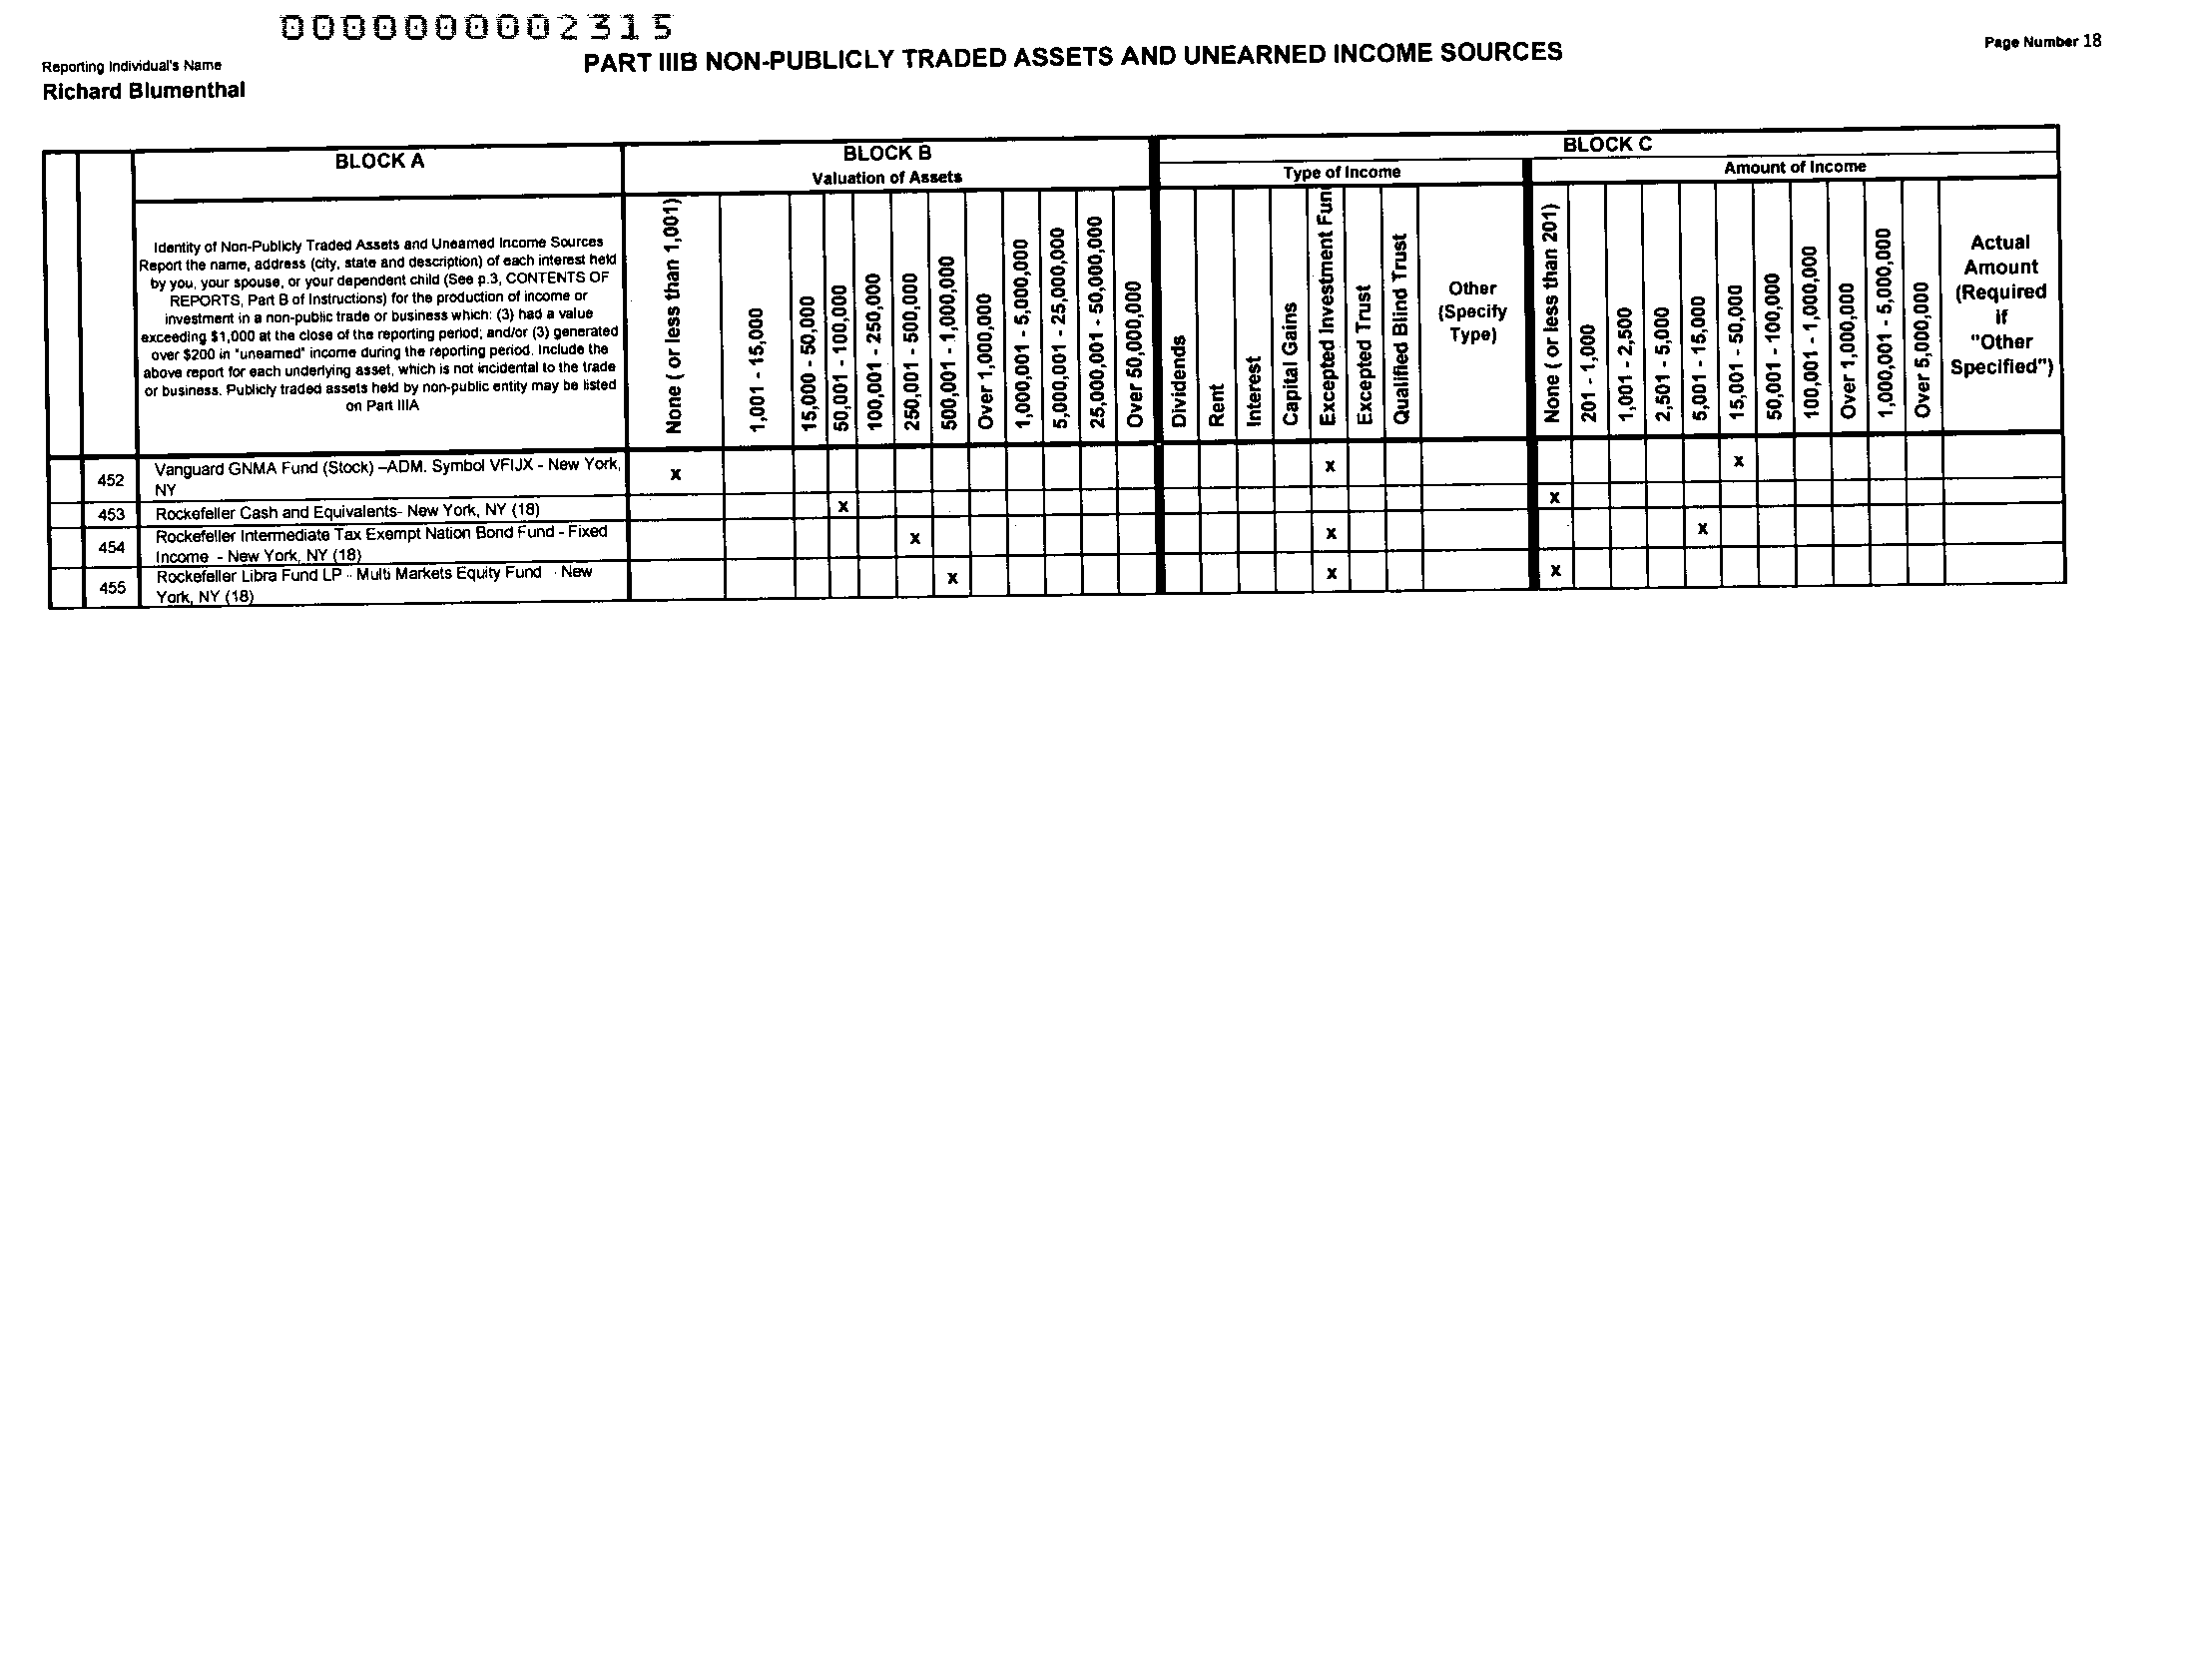 0000000002315
Page Number 18
PART IIIB NON-PUBLICLY TRADED ASSETS AND UNEARNED INCOME SOURCES
Reporting Individual's Name
Richard Blumenthal
BLOCK A
BLOCK B
BLOCK C
Valuation of Assets
Type of Income
Amount of Income
Identity of Non-Publicly Traded Assets and Unearned Income Sources
Report the name, address (city, state and description) of each interest held
by you, your spouse, or your dependent child (See p.3, CONTENTS OF
REPORTS, Part B of Instructions) for the production of income or
investment in a non-public trade or business which: (3) had a value
exceeding $1,000 at the close of the reporting period; and/or (3) generated
over $200 in "unearned" income during the reporting period. Include the
above report for each underlying asset, which is not incidental to the trade
or business. Publicly traded assets held by non-public entity may be listed
on Part IIIA
None ( or less than 1,001)
1,001 - 15,000
15,000 - 50,000
50,001 - 100,000
100,001 - 250,000
250,001 - 500,000
500,001 - 1,000,000
Over 1,000,000
1,000,001 - 5,000,000
5,000,001 - 25,000,000
25,000,001 - 50,000,000
Over 50,000,000
Dividends
Rent
Interest
Capital Gains
Excepted Investment Fun
Excepted Trust
Qualified Blind Trust
Other
(Specify
Type)
None ( or less than 201)
201 - 1,000
1,001 - 2,500
2,501 - 5,000
5,001 - 15,000
15,001 - 50,000
50,001 - 100,000
100,001 - 1,000,000
Over 1,000,000
1,000,001 - 5,000,000
Over 5,000,000
Actual
Amount
(Required
if
"Other
Specified")
452 Vanguard GNMA Fund (Stock) –ADM. Symbol VFIJX - New York, x x x
NY
453 Rockefeller Cash and Equivalents- New York, NY (18) x x
454 Rockefeller Intermediate Tax Exempt Nation Bond Fund - Fixed x x x
Income - New York, NY (18)
455 Rockefeller Libra Fund LP - Multi Markets Equity Fund - New x x x
York, NY (18)